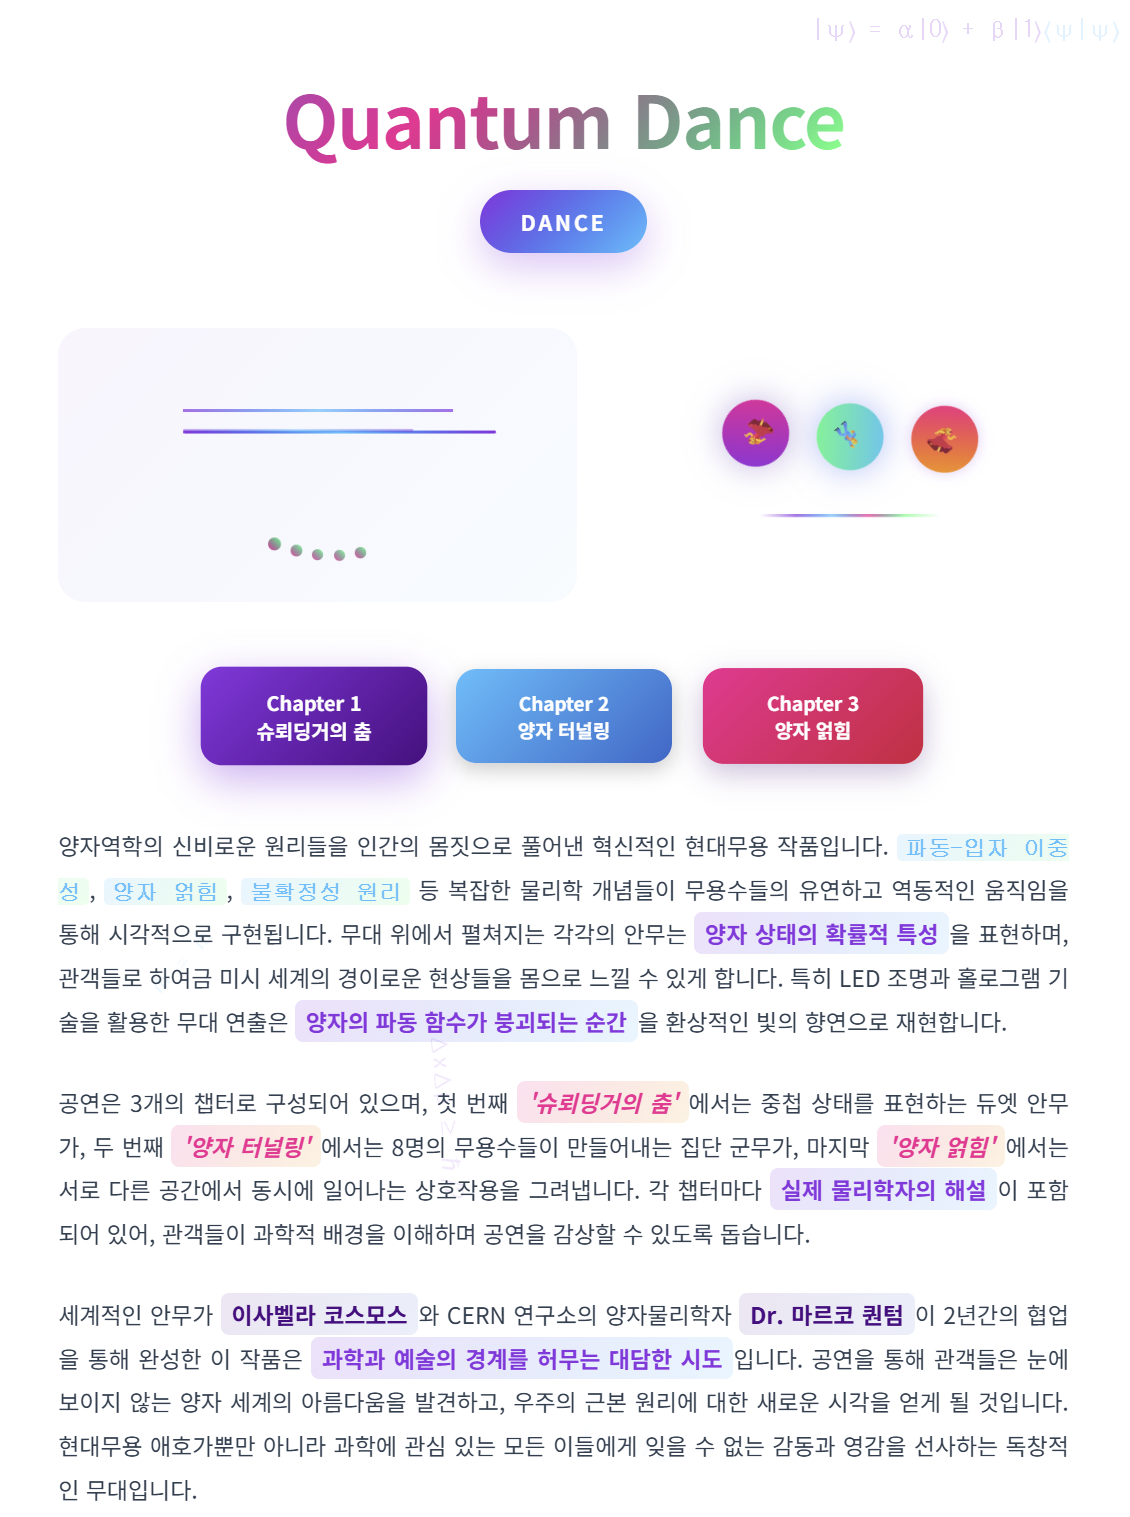 |ψ⟩ = α|0⟩ + β|1⟩⟨ψ|ψ⟩
Quantum Dance
DANCE
Chapter 1
슈뢰딩거의 춤
Chapter 2
양자 터널링
Chapter 3
양자 얽힘
양자역학의 신비로운 원리들을 인간의 몸짓으로 풀어낸 혁신적인 현대무용 작품입니다. 파동-입자 이중
성, 양자 얽힘, 불확정성 원리 등 복잡한 물리학 개념들이 무용수들의 유연하고 역동적인 움직임을
통해 시각적으로 구현됩니다. 무대 위에서 펼쳐지는 각각의 안무는 양자 상태의 확률적 특성을 표현하며,
관객들로 하여금 미시 세계의 경이로운 현상들을 몸으로 느낄 수 있게 합니다. 특히 LED 조명과 홀로그램 기
술을 활용한 무대 연출은 양자의 파동 함수가 붕괴되는 순간을 환상적인 빛의 향연으로 재현합니다.
ΔxΔ ≥ ℏ
공연은 3개의 챕터로 구성되어 있으며, 첫 번째 '슈뢰딩거의 춤'에서는 중첩 상태를 표현하는 듀엣 안무
가, 두 번째 '양자 터널링'에서는 8명의 무용수들이 만들어내는 집단 군무가, 마지막 '양자 얽힘'에서는
서로 다른 공간에서 동시에 일어나는 상호작용을 그려냅니다. 각 챕터마다 실제 물리학자의 해설이 포함
되어 있어, 관객들이 과학적 배경을 이해하며 공연을 감상할 수 있도록 돕습니다.
세계적인 안무가 이사벨라 코스모스와 CERN 연구소의 양자물리학자 Dr. 마르코 퀀텀이 2년간의 협업
을 통해 완성한 이 작품은 과학과 예술의 경계를 허무는 대담한 시도입니다. 공연을 통해 관객들은 눈에
보이지 않는 양자 세계의 아름다움을 발견하고, 우주의 근본 원리에 대한 새로운 시각을 얻게 될 것입니다.
현대무용 애호가뿐만 아니라 과학에 관심 있는 모든 이들에게 잊을 수 없는 감동과 영감을 선사하는 독창적
인 무대입니다.